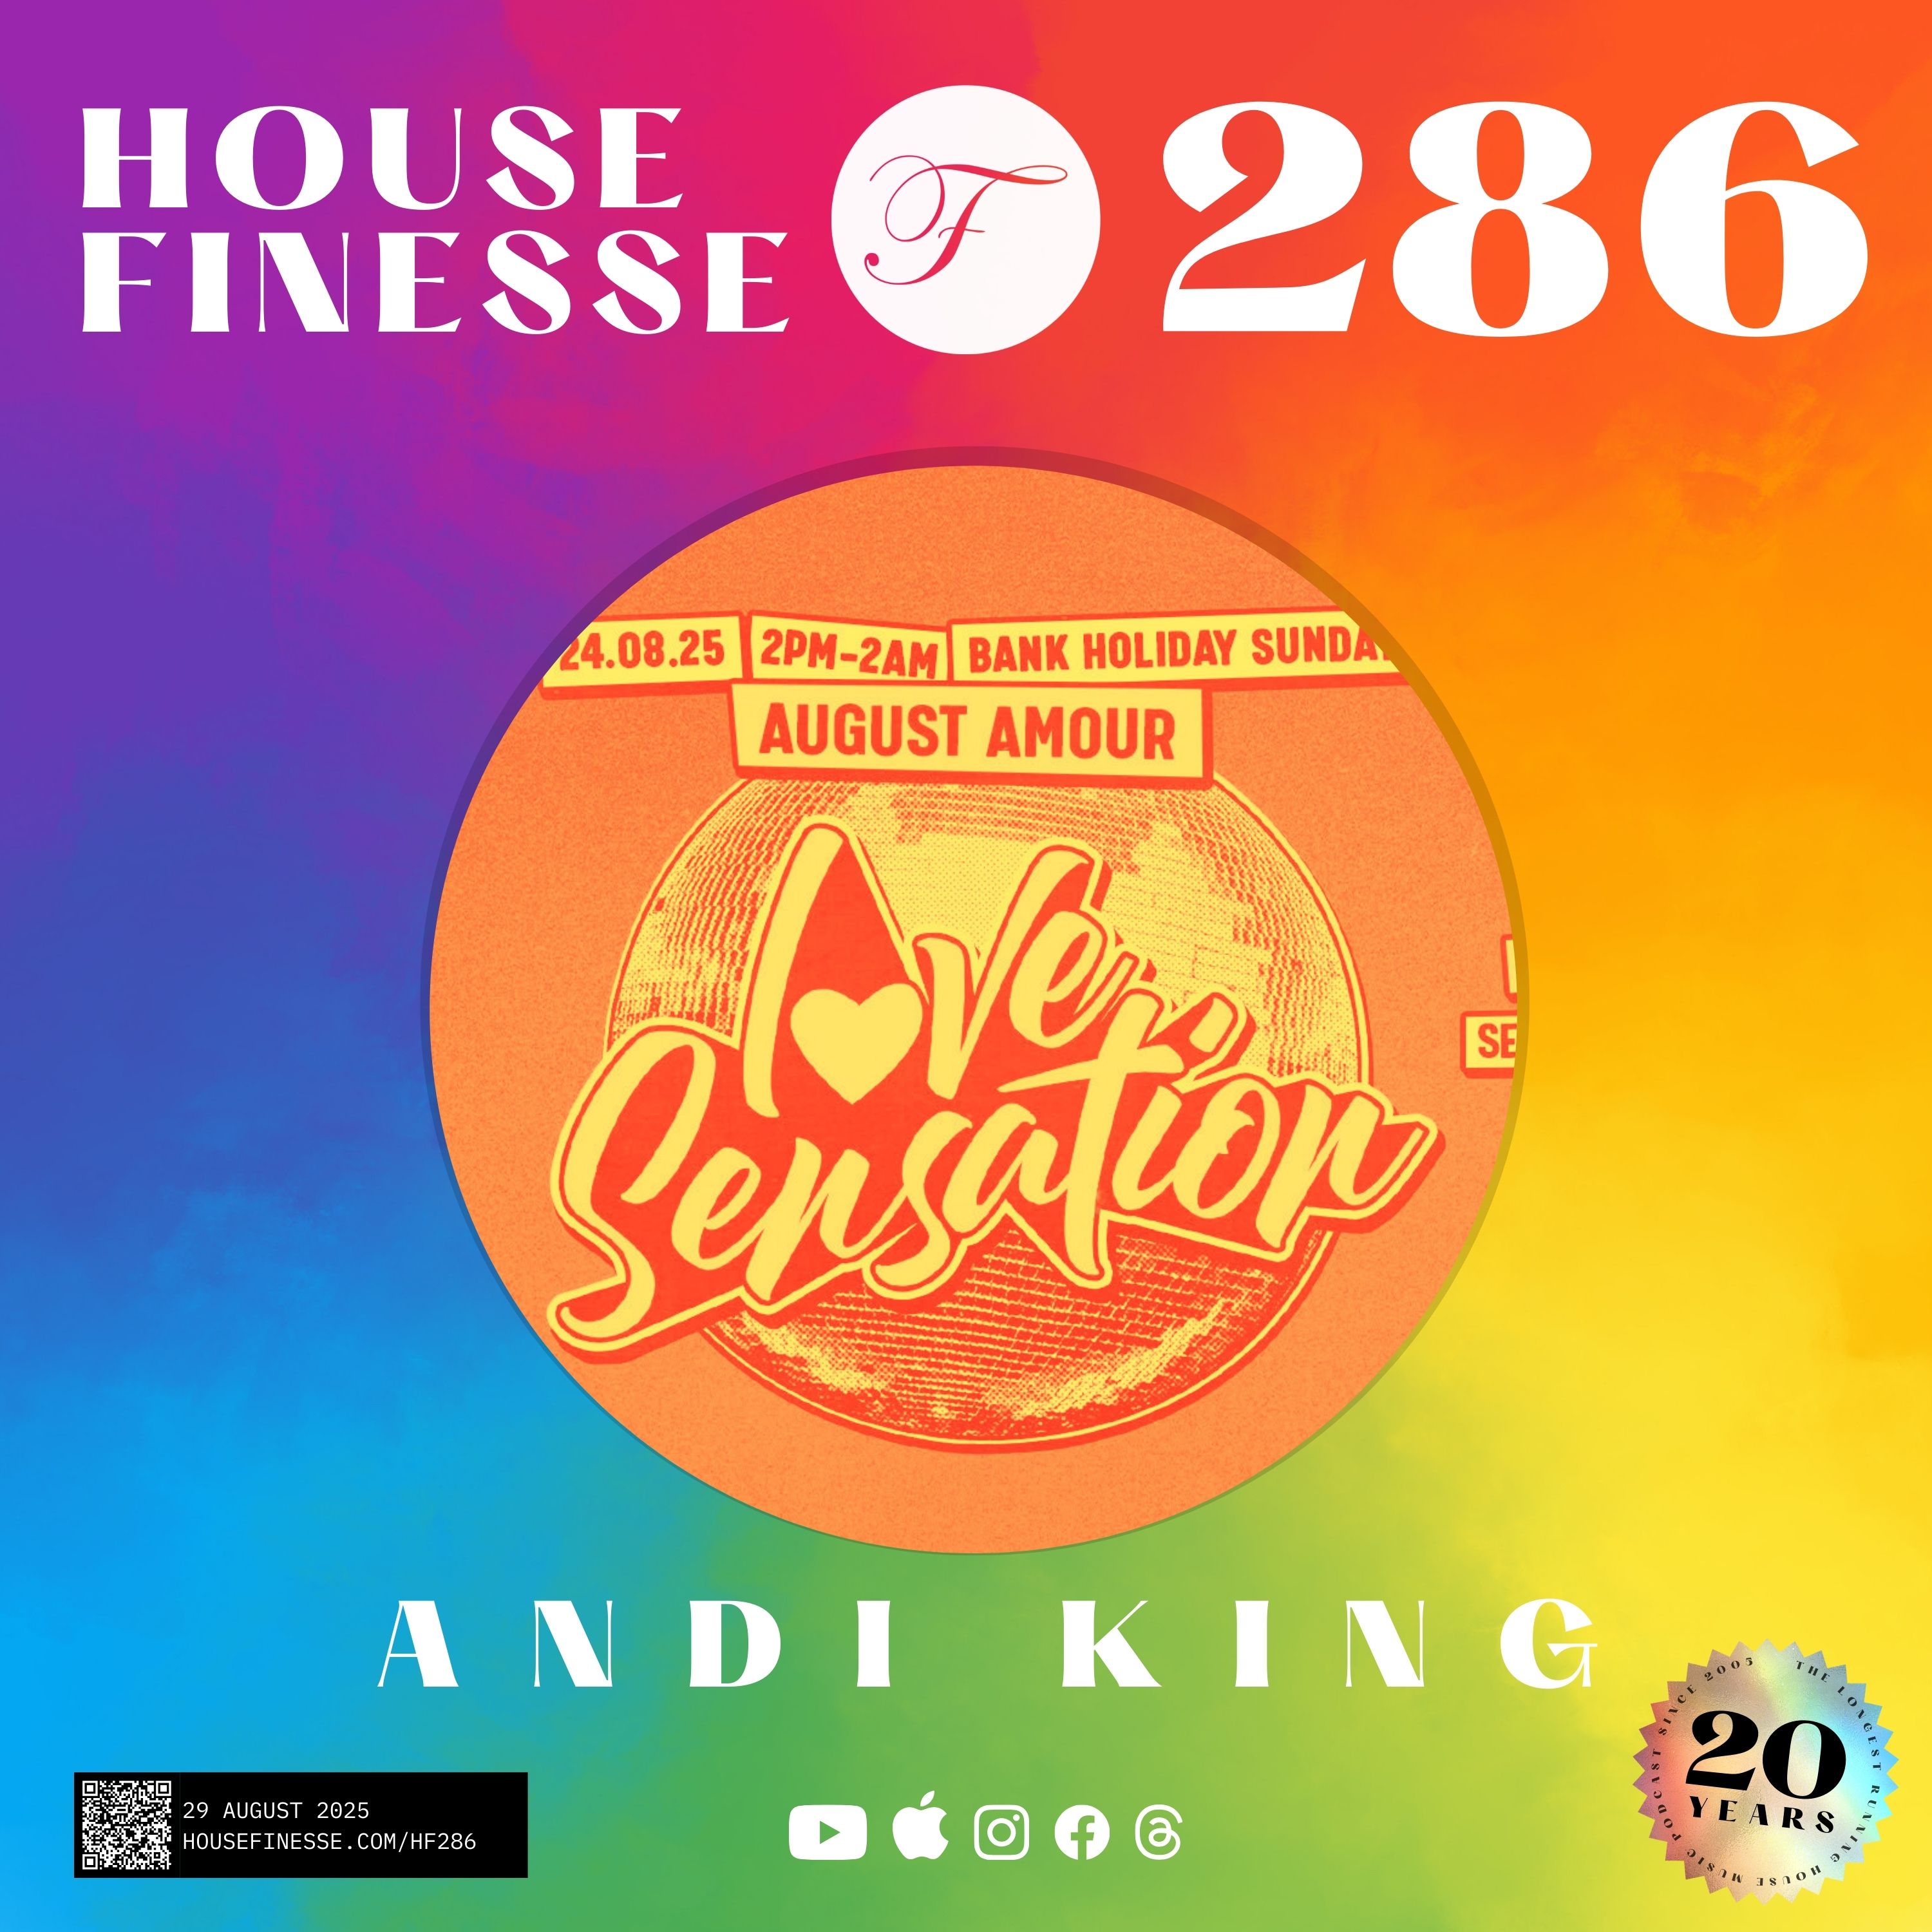 HOUSE
FINESSE
F
286
24.08.25
2PM-2AM
BANK HOLIDAY SUNDAY
AUGUST AMOUR
Love
Sensation
SE
ANDI KING
29 AUGUST 2025
HOUSEFINESSE.COM/HF286
THE LONGEST RUNNING HOUSE MUSIC PODCAST SINCE 2005
20
YEARS